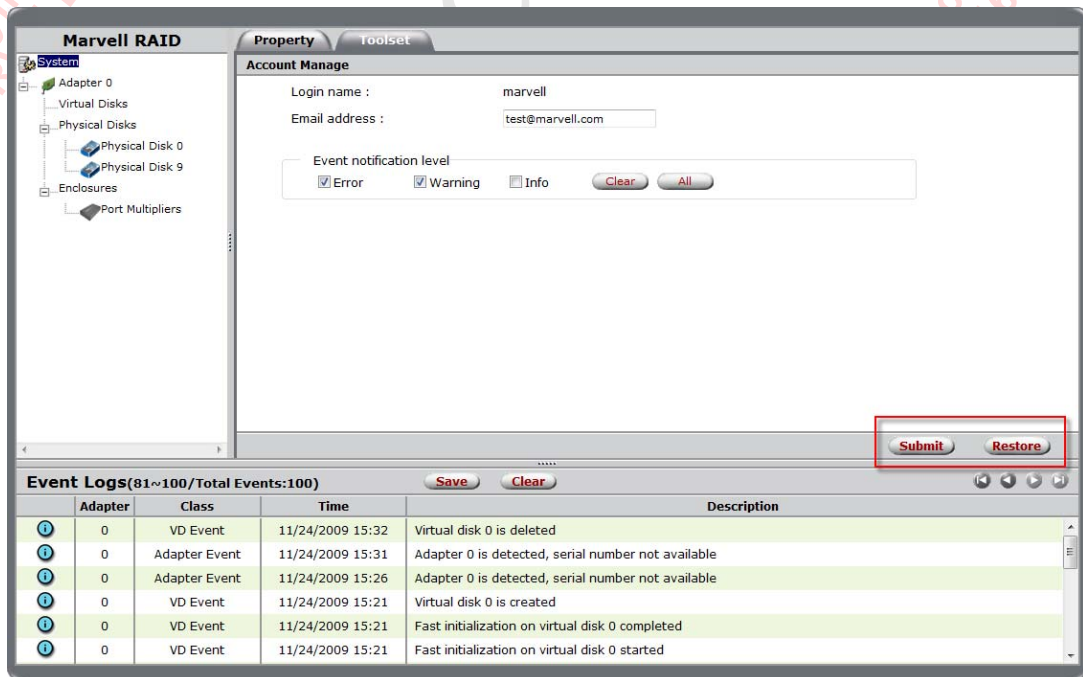 Marvell RAID
System
Adapter 0
Virtual Disks
Physical Disks
Physical Disk 0
Physical Disk 9
Enclosures
Port Multipliers
Property Toolset
Account Manage
Login name : marvell
Email address : test@marvell.com
Event notification level
Error Warning Info Clear All
Submit Restore
Event Logs(81~100/Total Events:100) Save Clear
Adapter Class Time Description
0 VD Event 11/24/2009 15:32 Virtual disk 0 is deleted
0 Adapter Event 11/24/2009 15:31 Adapter 0 is detected, serial number not available
0 Adapter Event 11/24/2009 15:26 Adapter 0 is detected, serial number not available
0 VD Event 11/24/2009 15:21 Virtual disk 0 is created
0 VD Event 11/24/2009 15:21 Fast initialization on virtual disk 0 completed
0 VD Event 11/24/2009 15:21 Fast initialization on virtual disk 0 started